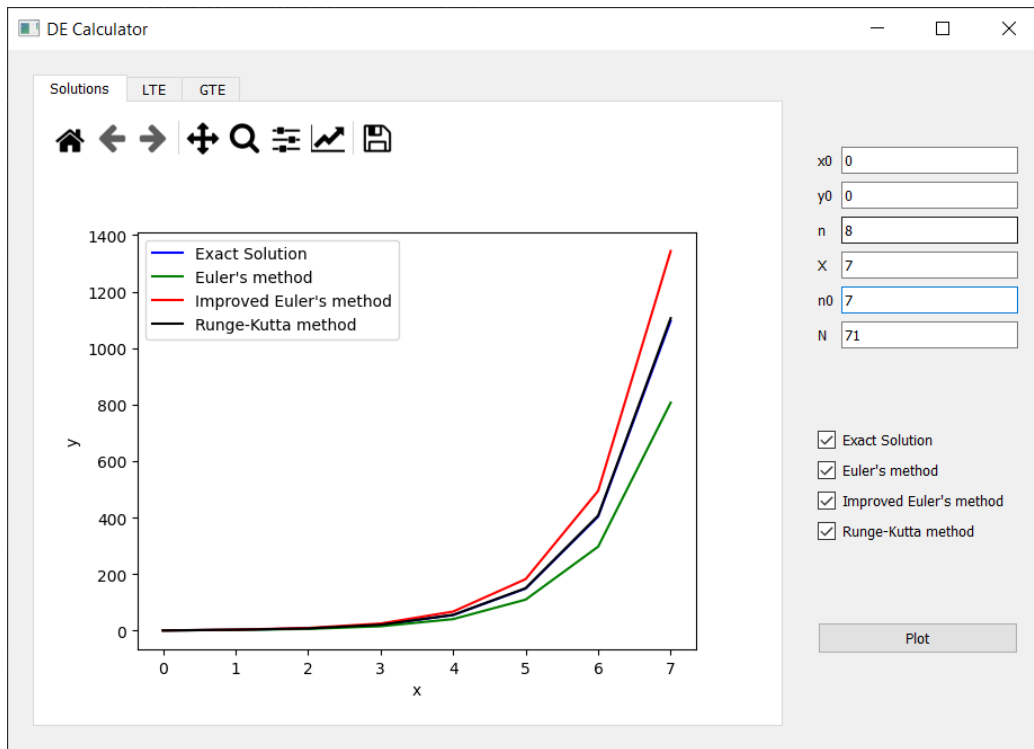 DE Calculator
Solutions
LTE
GTE
1400
1200
1000
800
600
400
200
0
y
Exact Solution
Euler's method
Improved Euler's method
Runge-Kutta method
0 1 2 3 4 5 6 7
x
x0 0
y0 0
n 8
X 7
n0 7
N 71
Exact Solution
Euler's method
Improved Euler's method
Runge-Kutta method
Plot